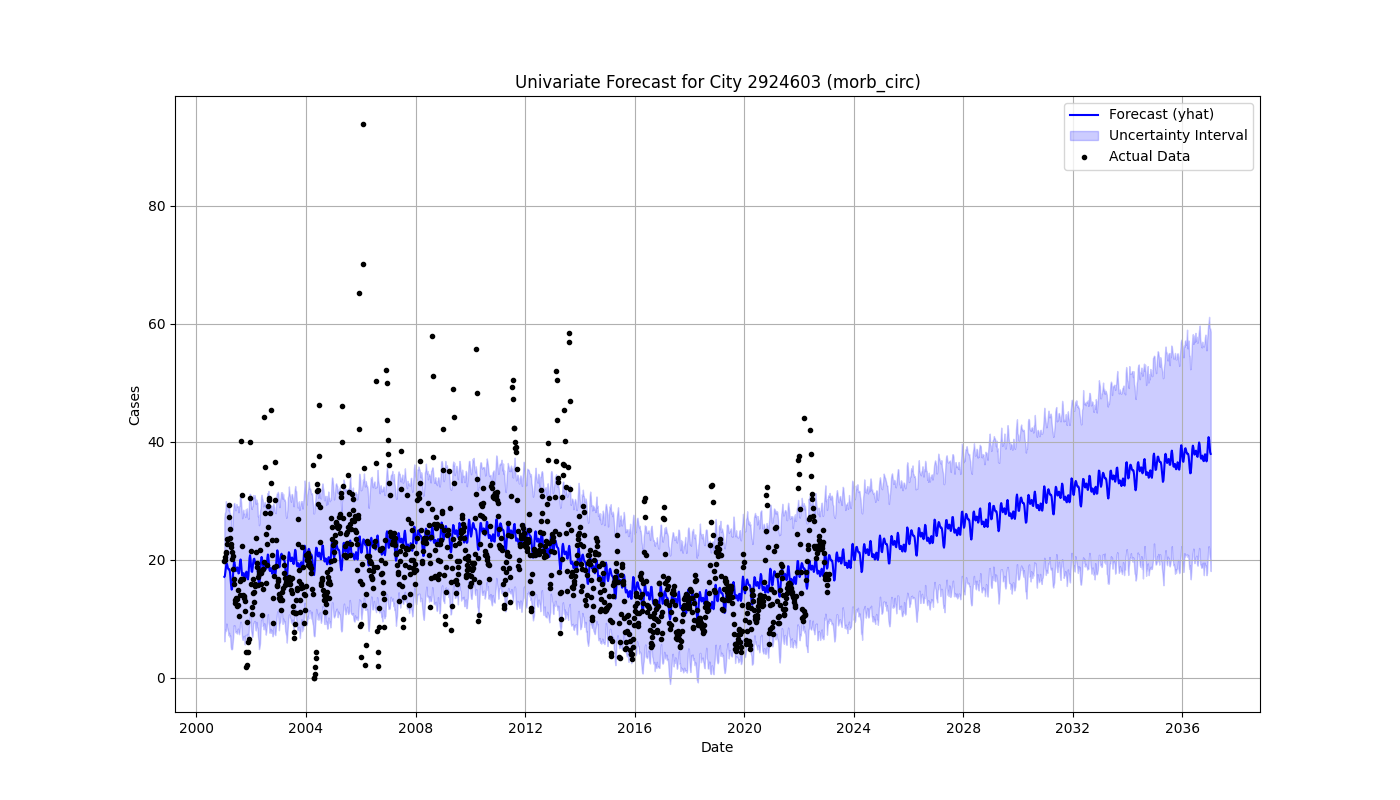 Univariate Forecast for City 2924603 (morb_circ)
Forecast (yhat)
Uncertainty Interval
Actual Data
Cases
80
60
40
20
0
2000 2004 2008 2012 2016 2020 2024 2028 2032 2036
Date